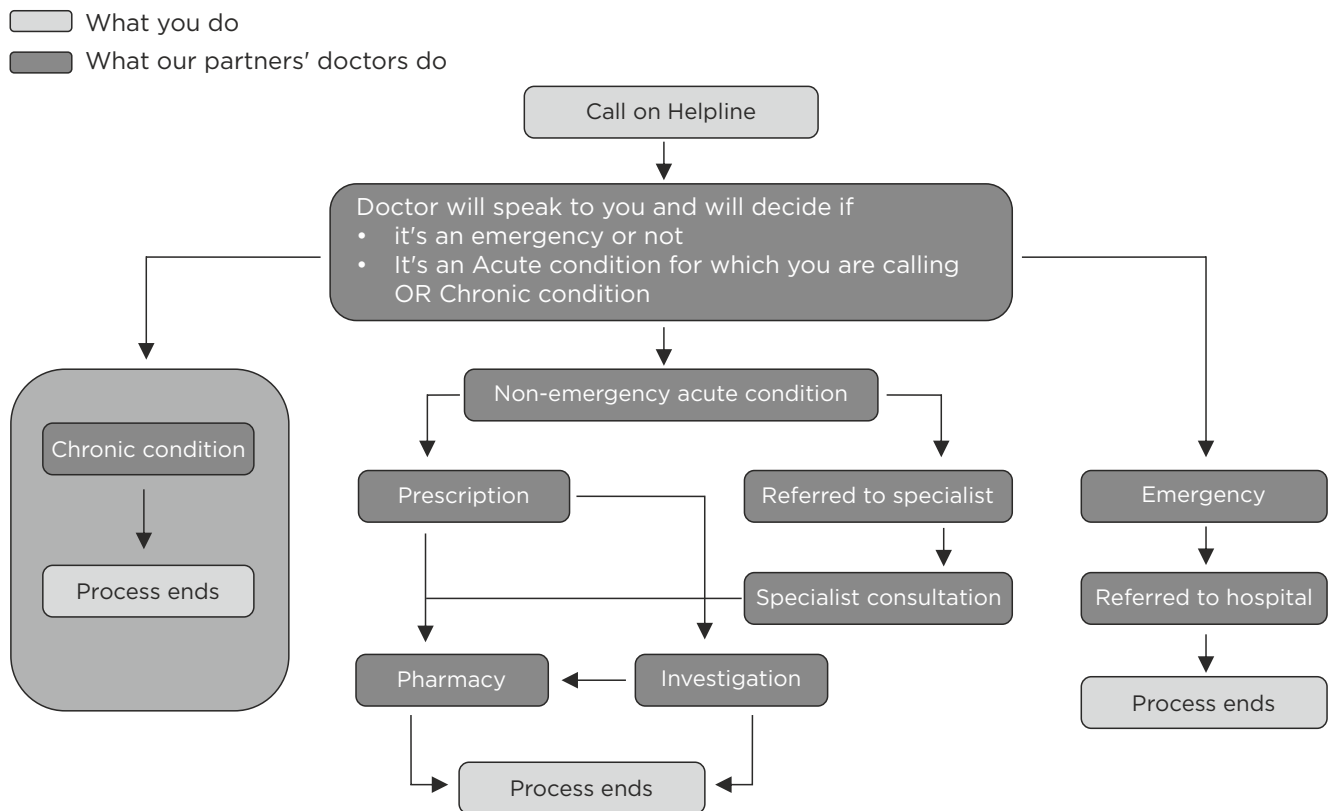 What you do
What our partners' doctors do
Call on Helpline
Doctor will speak to you and will decide if
• it's an emergency or not
• It's an Acute condition for which you are calling
OR Chronic condition
Non-emergency acute condition
Chronic condition
Process ends
Prescription
Referred to specialist
Emergency
Specialist consultation
Referred to hospital
Pharmacy
Investigation
Process ends
Process ends